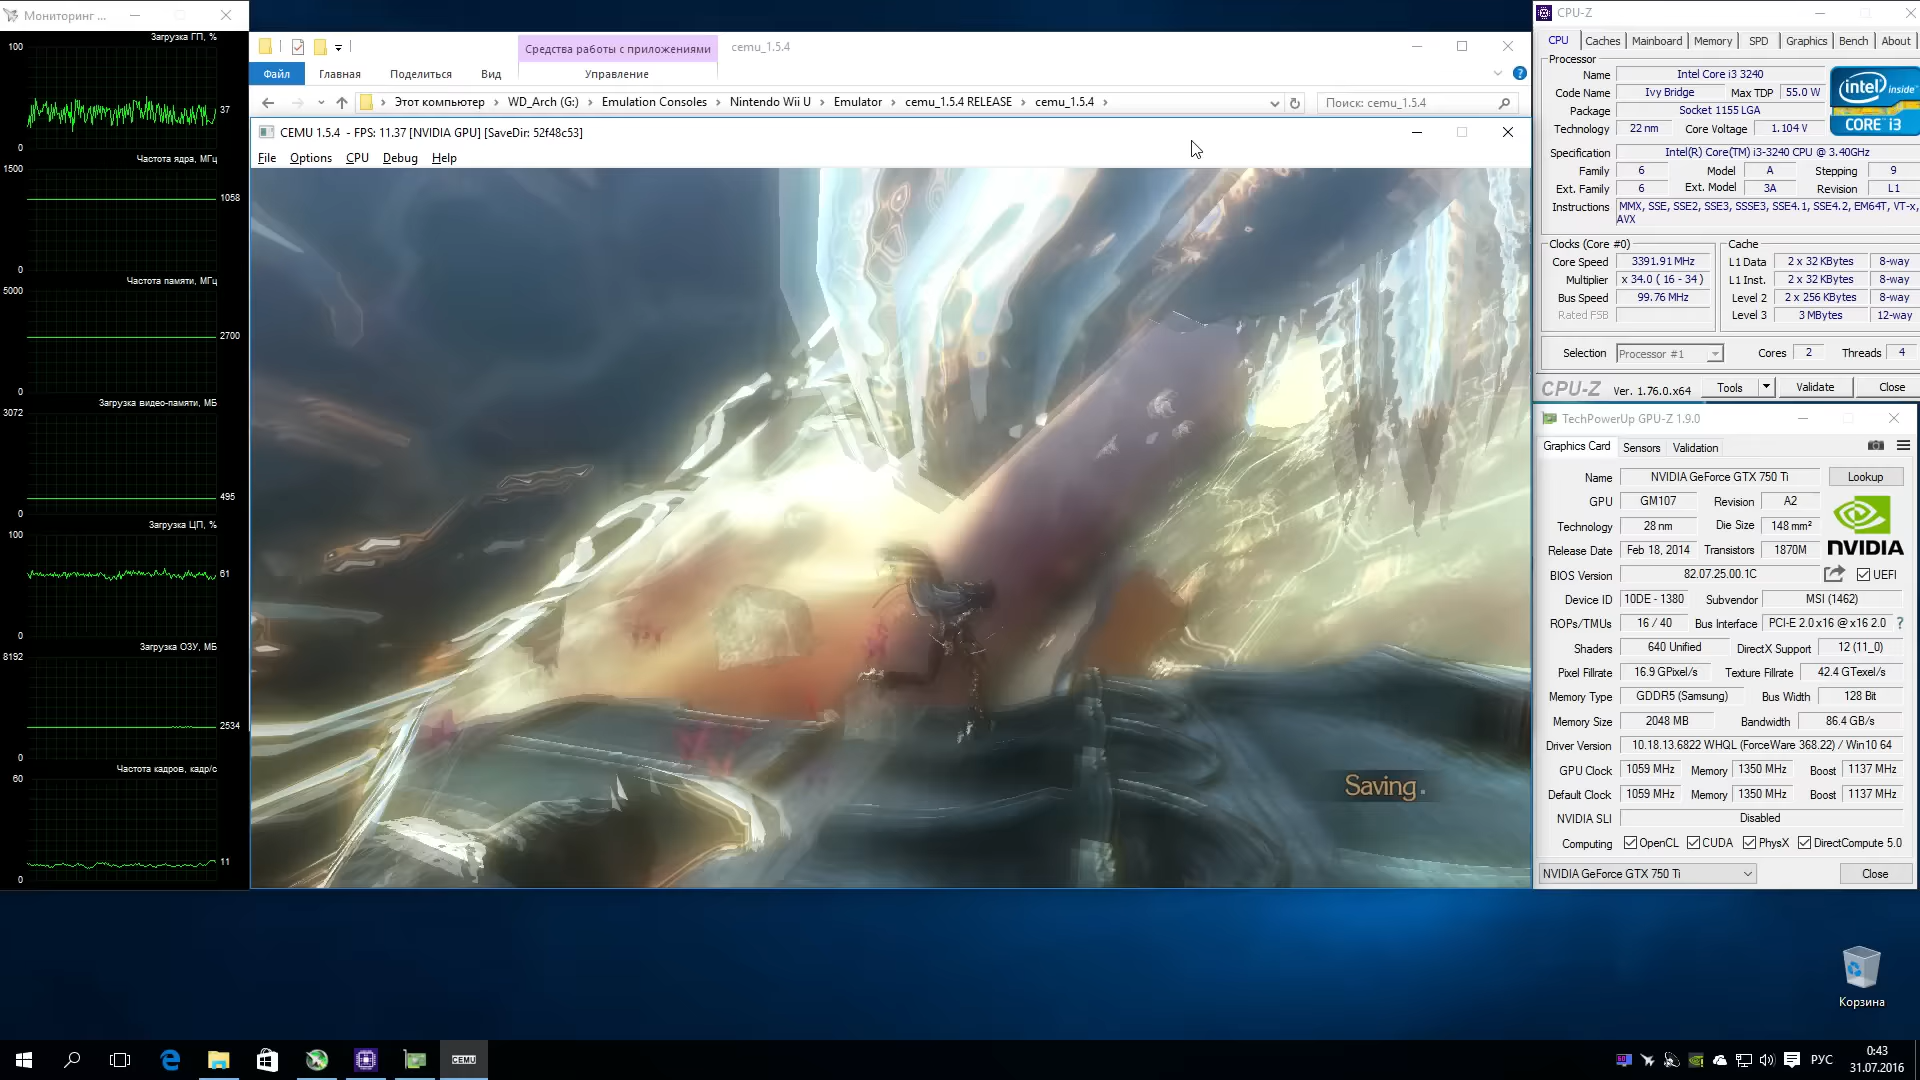 Мониторинг ...
Загрузка ГП, %
100
37
0
Частота ядра, МГц
1500
1058
0
Частота памяти, МГц
5000
2700
0
Загрузка видео-памяти, МБ
3072
495
0
Загрузка ЦП, %
100
61
0
Загрузка ОЗУ, МБ
8192
2534
0
Частота кадров, кадр/с
60
11
0
Средства работы с приложениями
cemu_1.5.4
Файл Главная Поделиться Вид Управление
Этот компьютер WD_Arch (G:) Emulation Consoles Nintendo Wii U Emulator cemu_1.5.4 RELEASE cemu_1.5.4
Поиск: cemu_1.5.4
CEMU 1.5.4 - FPS: 11.37 [NVIDIA GPU] [SaveDir: 52f48c53]
File Options CPU Debug Help
Saving.
CPU-Z
CPU Caches Mainboard Memory SPD Graphics Bench About
Processor
Name Intel Core i3 3240
Code Name Ivy Bridge Max TDP 55.0 W
Package Socket 1155 LGA
Technology 22 nm Core Voltage 1.104 V
intel inside
CORE i3
Specification Intel(R) Core(TM) i3-3240 CPU @ 3.40GHz
Family 6 Model A Stepping 9
Ext. Family 6 Ext. Model 3A Revision L1
Instructions MMX, SSE, SSE2, SSE3, SSSE3, SSE4.1, SSE4.2, EM64T, VT-x,
AVX
Clocks (Core #0)
Core Speed 3391.91 MHz
Multiplier x 34.0 ( 16 - 34 )
Bus Speed 99.76 MHz
Rated FSB
Cache
L1 Data 2 x 32 KBytes 8-way
L1 Inst. 2 x 32 KBytes 8-way
Level 2 2 x 256 KBytes 8-way
Level 3 3 MBytes 12-way
Selection Processor #1 Cores 2 Threads 4
CPU-Z Ver. 1.76.0.x64 Tools Validate Close
TechPowerUp GPU-Z 1.9.0
Graphics Card Sensors Validation
Name NVIDIA GeForce GTX 750 Ti Lookup
GPU GM107 Revision A2
Technology 28 nm Die Size 148 mm²
Release Date Feb 18, 2014 Transistors 1870M
NVIDIA
BIOS Version 82.07.25.00.1C UEFI
Device ID 10DE - 1380 Subvendor MSI (1462)
ROPs/TMUs 16 / 40 Bus Interface PCI-E 2.0 x16 @ x16 2.0 ?
Shaders 640 Unified DirectX Support 12 (11_0)
Pixel Fillrate 16.9 GPixel/s Texture Fillrate 42.4 GTexel/s
Memory Type GDDR5 (Samsung) Bus Width 128 Bit
Memory Size 2048 MB Bandwidth 86.4 GB/s
Driver Version 10.18.13.6822 WHQL (ForceWare 368.22) / Win10 64
GPU Clock 1059 MHz Memory 1350 MHz Boost 1137 MHz
Default Clock 1059 MHz Memory 1350 MHz Boost 1137 MHz
NVIDIA SLI Disabled
Computing OpenCL CUDA PhysX DirectCompute 5.0
NVIDIA GeForce GTX 750 Ti Close
Корзина
CEMU
РУС
0:43
31.07.2016